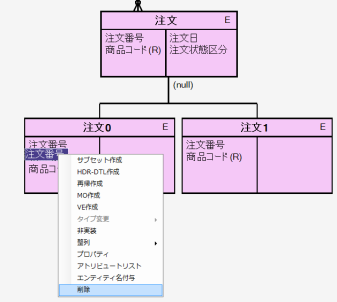 注文 E
注文番号 注文日
商品コード(R) 注文状態区分
(null)
注文0 E
注文番号
注文番号
商品コ
注文1 E
注文番号
商品コード(R)
サブセット作成
HDR-DTL作成
再帰作成
MO作成
VE作成
タイプ変更
非実装
整列
プロパティ
アトリビュートリスト
エンティティ名付与
削除